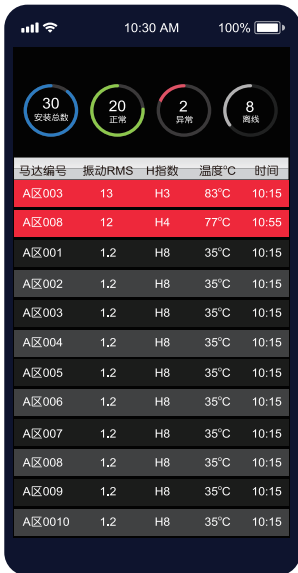 10:30 AM 100%
30 20 2 8
安装总数 正常 异常 离线
马达编号 振动RMS H指数 温度°C 时间
A区003 13 H3 83°C 10:15
A区008 12 H4 77°C 10:55
A区001 1.2 H8 35°C 10:15
A区002 1.2 H8 35°C 10:15
A区003 1.2 H8 35°C 10:15
A区004 1.2 H8 35°C 10:15
A区005 1.2 H8 35°C 10:15
A区006 1.2 H8 35°C 10:15
A区007 1.2 H8 35°C 10:15
A区008 1.2 H8 35°C 10:15
A区009 1.2 H8 35°C 10:15
A区0010 1.2 H8 35°C 10:15